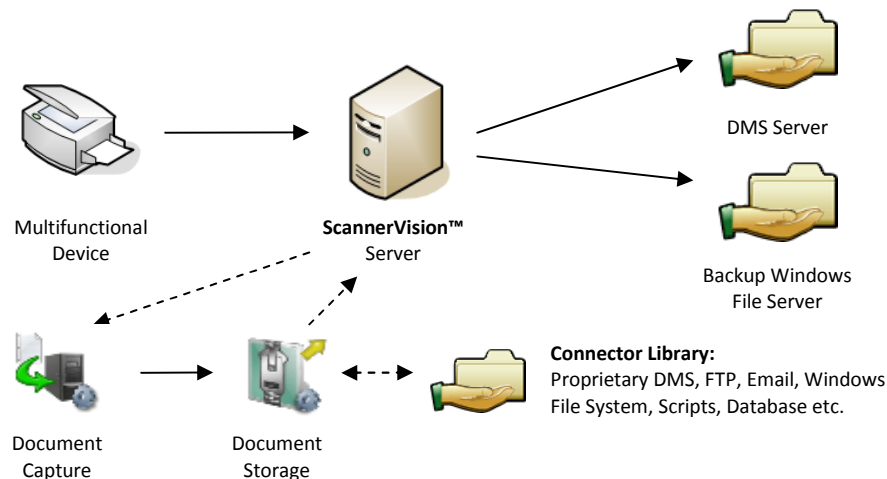 DMS Server
Multifunctional
Device
ScannerVision™
Server
Backup Windows
File Server
Connector Library:
Proprietary DMS, FTP, Email, Windows
File System, Scripts, Database etc.
Document
Capture
Document
Storage